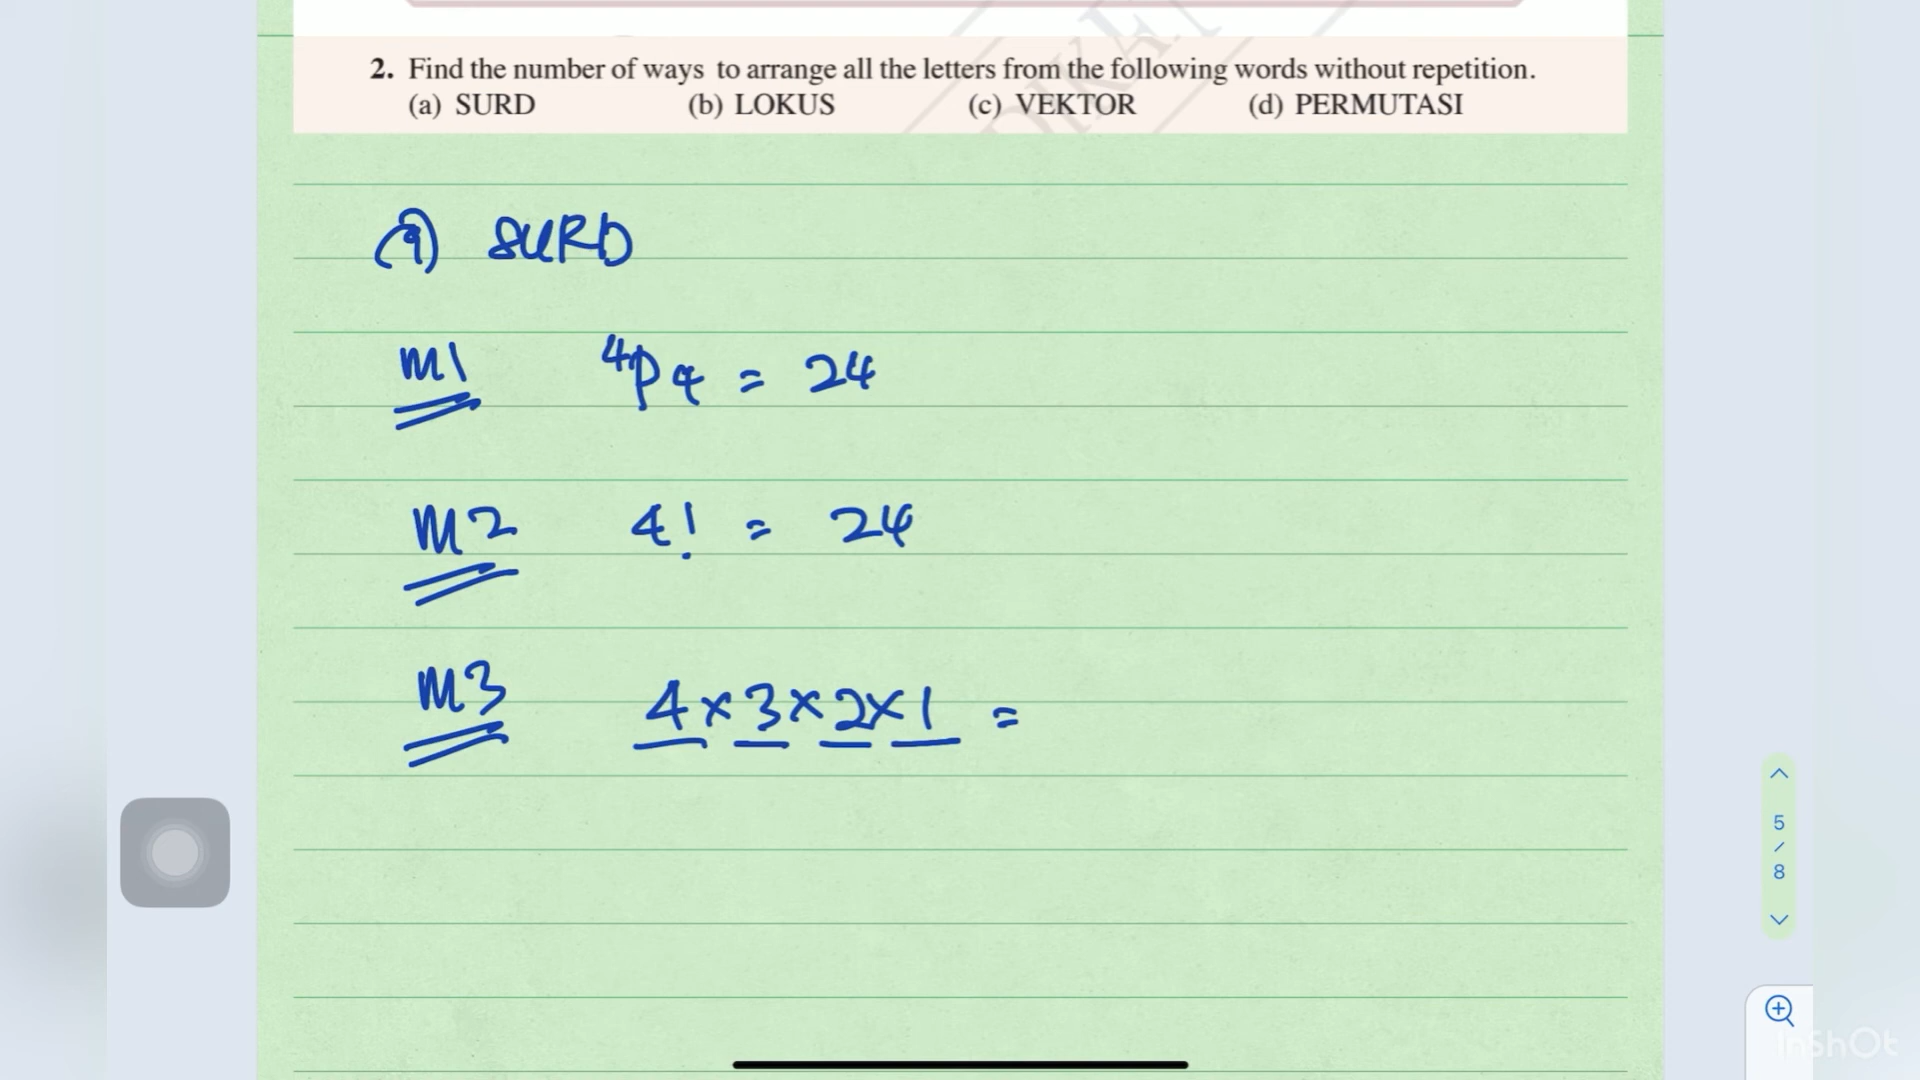 2. Find the number of ways to arrange all the letters from the following words without repetition.
(a) SURD (b) LOKUS (c) VEKTOR (d) PERMUTASI
(a) SURD
M1 ⁴P₄ = 24
M2 4! = 24
M3 4 × 3 × 2 × 1 =
5
/
8
InShOt